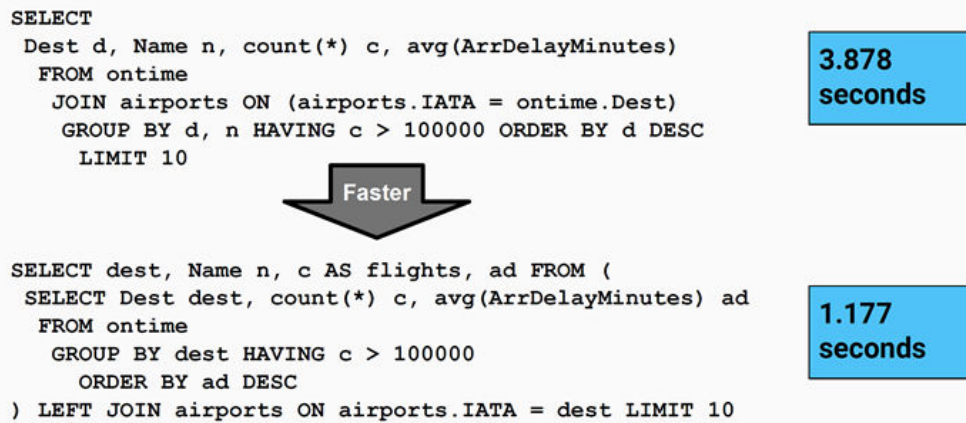 SELECT
Dest d, Name n, count(*) c, avg(ArrDelayMinutes)
FROM ontime
JOIN airports ON (airports.IATA = ontime.Dest)
GROUP BY d, n HAVING c > 100000 ORDER BY d DESC
LIMIT 10
3.878
seconds
Faster
SELECT dest, Name n, c AS flights, ad FROM (
SELECT Dest dest, count(*) c, avg(ArrDelayMinutes) ad
FROM ontime
GROUP BY dest HAVING c > 100000
ORDER BY ad DESC
) LEFT JOIN airports ON airports.IATA = dest LIMIT 10
1.177
seconds